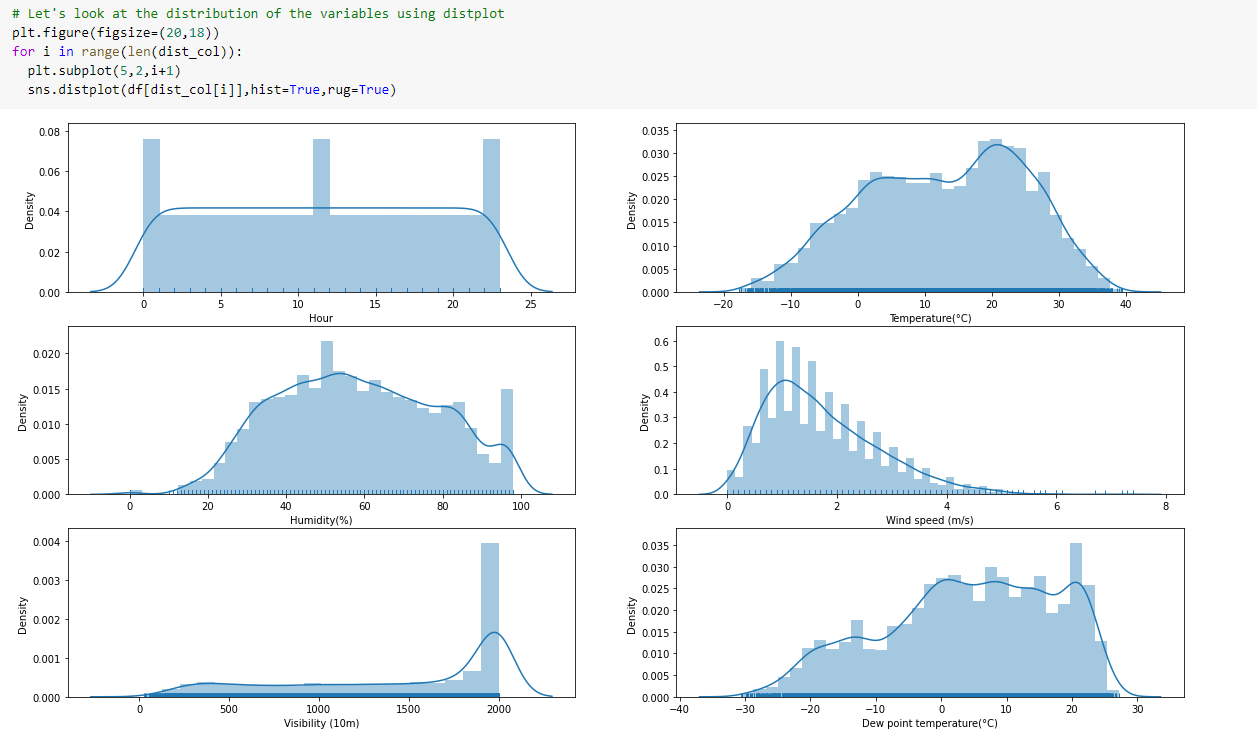 # Let's look at the distribution of the variables using distplot
plt.figure(figsize=(20,18))
for i in range(len(dist_col)):
  plt.subplot(5,2,i+1)
  sns.distplot(df[dist_col[i]],hist=True,rug=True)
0.08
0.06
0.04
0.02
0.00
Density
0 5 10 15 20 25
Hour
0.035
0.030
0.025
0.020
0.015
0.010
0.005
0.000
Density
−20 −10 0 10 20 30 40
Temperature(°C)
0.020
0.015
0.010
0.005
0.000
Density
0 20 40 60 80 100
Humidity(%)
0.6
0.5
0.4
0.3
0.2
0.1
0.0
Density
0 2 4 6 8
Wind speed (m/s)
0.004
0.003
0.002
0.001
0.000
Density
0 500 1000 1500 2000
Visibility (10m)
0.035
0.030
0.025
0.020
0.015
0.010
0.005
0.000
Density
−40 −30 −20 −10 0 10 20 30
Dew point temperature(°C)